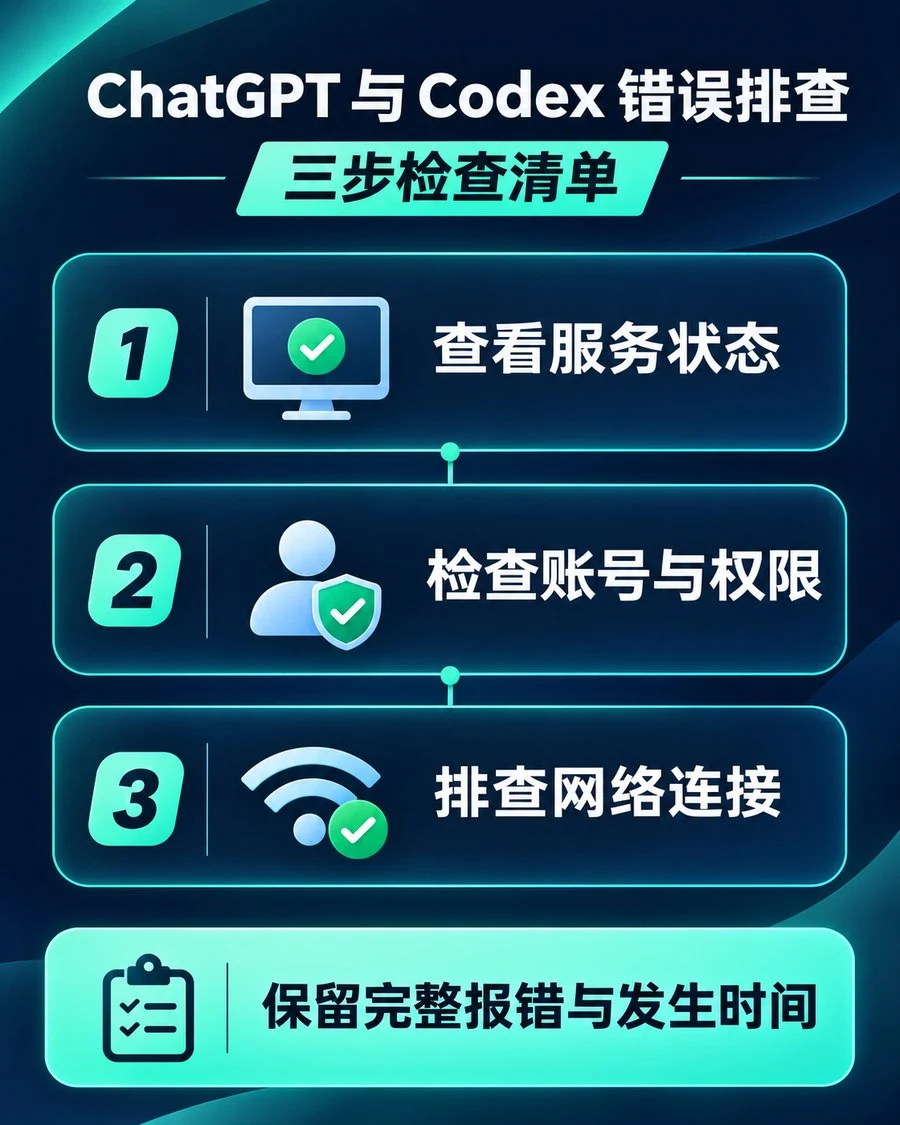 ChatGPT 与 Codex 错误排查
三步检查清单
1
查看服务状态
2
检查账号与权限
3
排查网络连接
保留完整报错与发生时间